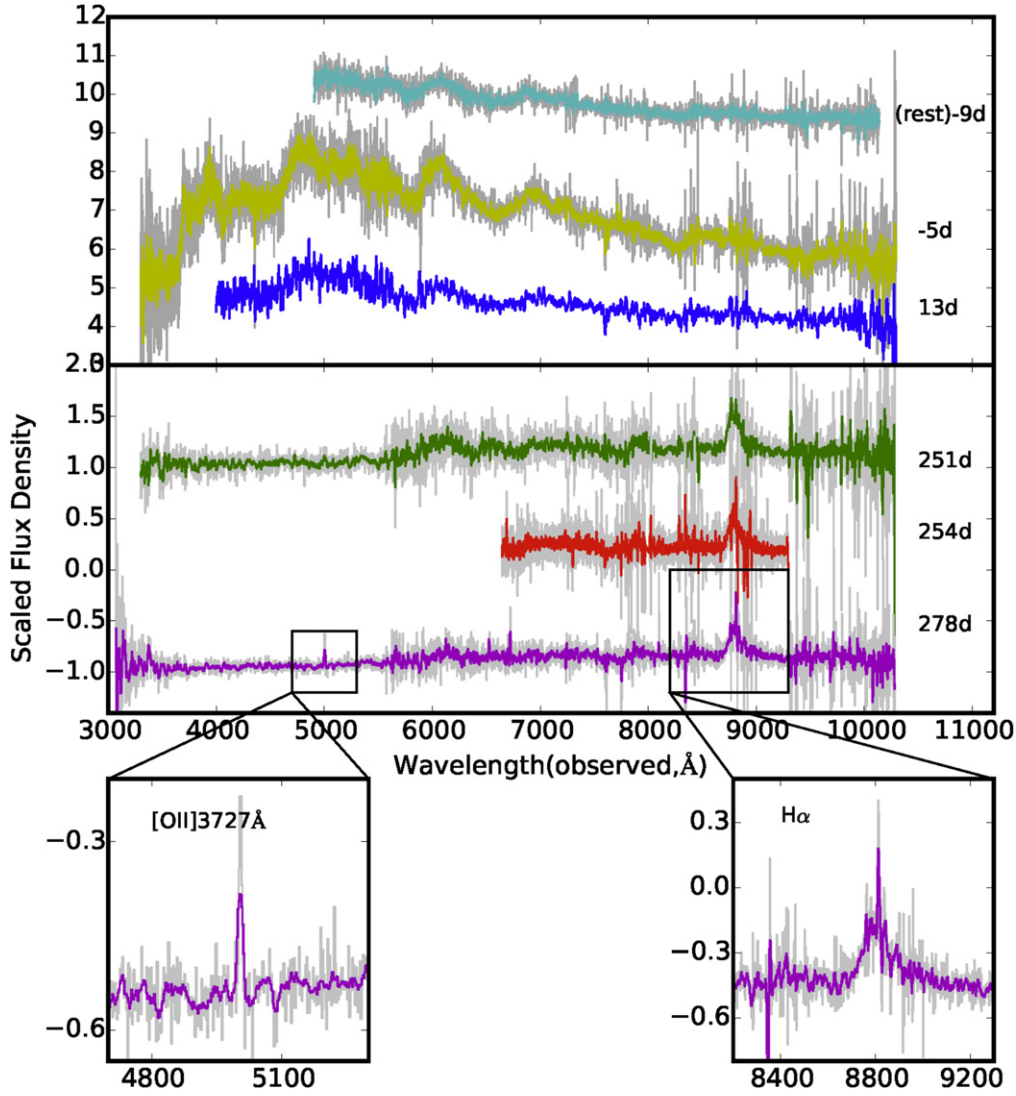 12
11
10
9
8
7
6
5
4
3
(rest)-9d
-5d
13d
2.0
1.5
1.0
0.5
0.0
−0.5
−1.0
251d
254d
278d
Scaled Flux Density
3000 4000 5000 6000 7000 8000 9000 10000 11000
Wavelength(observed,Å)
[OII]3727Å
−0.3
−0.6
4800 5100
Hα
0.3
0.0
−0.3
−0.6
8400 8800 9200